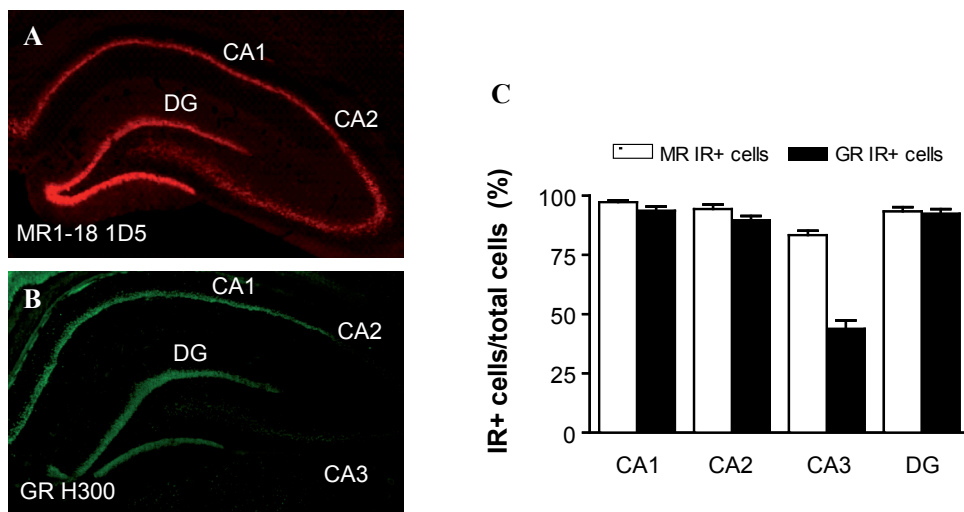 A
CA1
DG
CA2
MR1-18 1D5
B
CA1
CA2
DG
CA3
GR H300
C
MR IR+ cells GR IR+ cells
IR+ cells/total cells (%)
100
75
50
25
0
CA1 CA2 CA3 DG